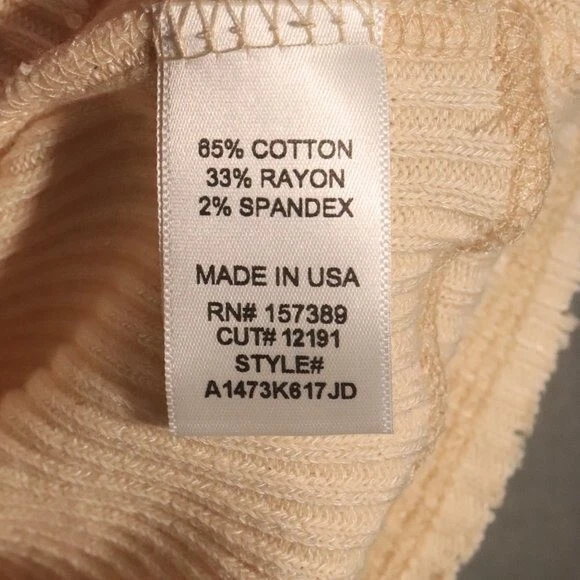 65% COTTON
33% RAYON
2% SPANDEX
MADE IN USA
RN# 157389
CUT# 12191
STYLE#
A1473K617JD